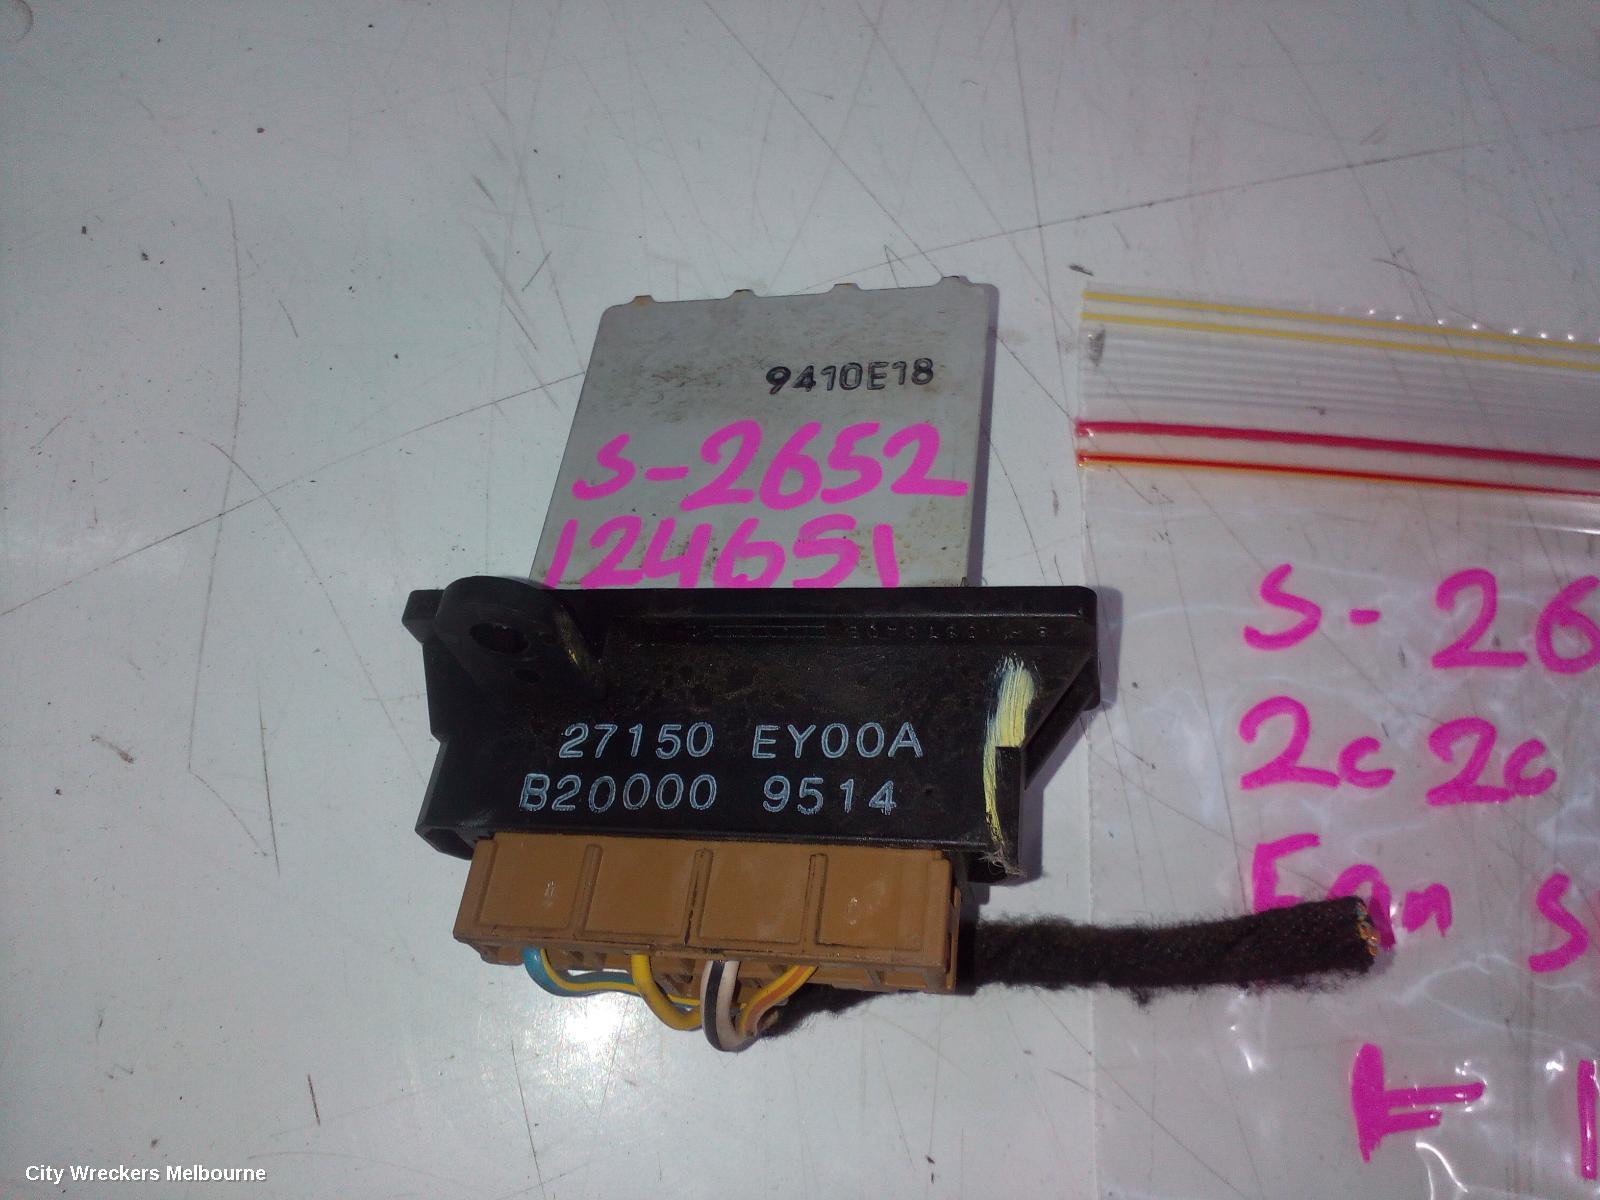 9410E18
S-2652
124651
27150 EY00A
B20000 9514
S-26
2c 2c
Fan S
City Wreckers Melbourne